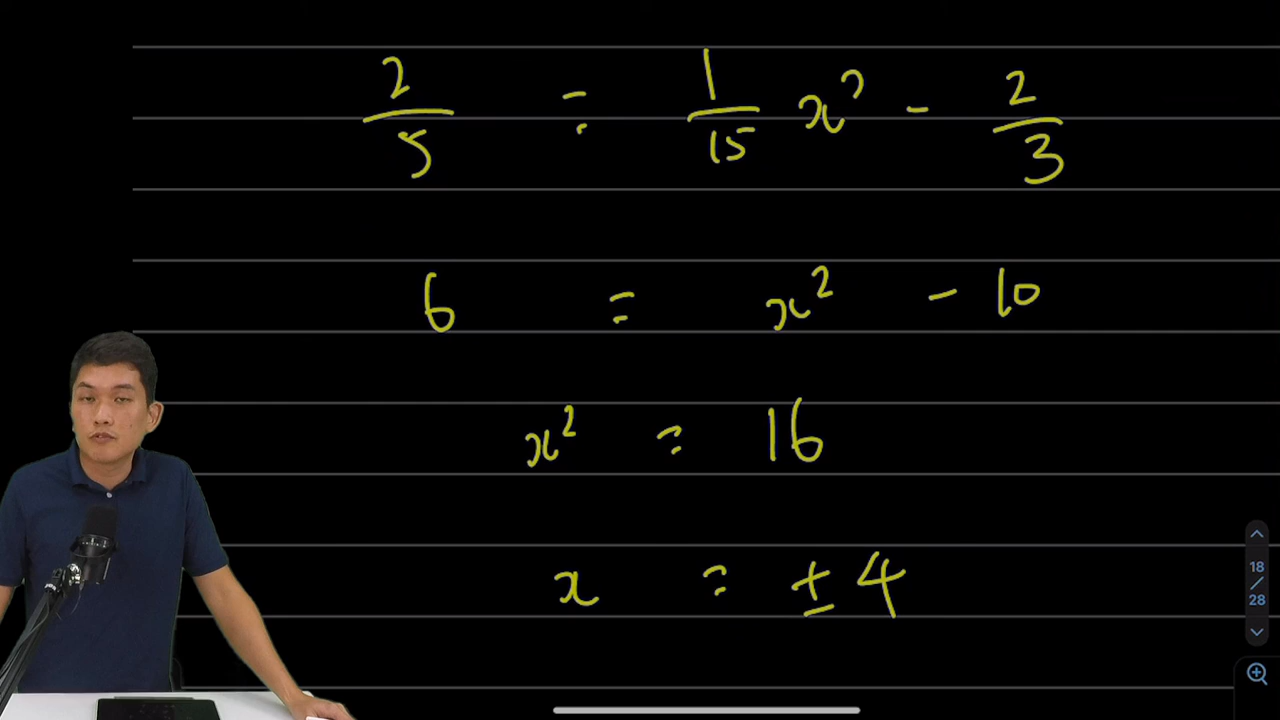 2/5 = 1/15 x² - 2/3
6 = x² - 10
x² = 16
x = ± 4
18
/
28